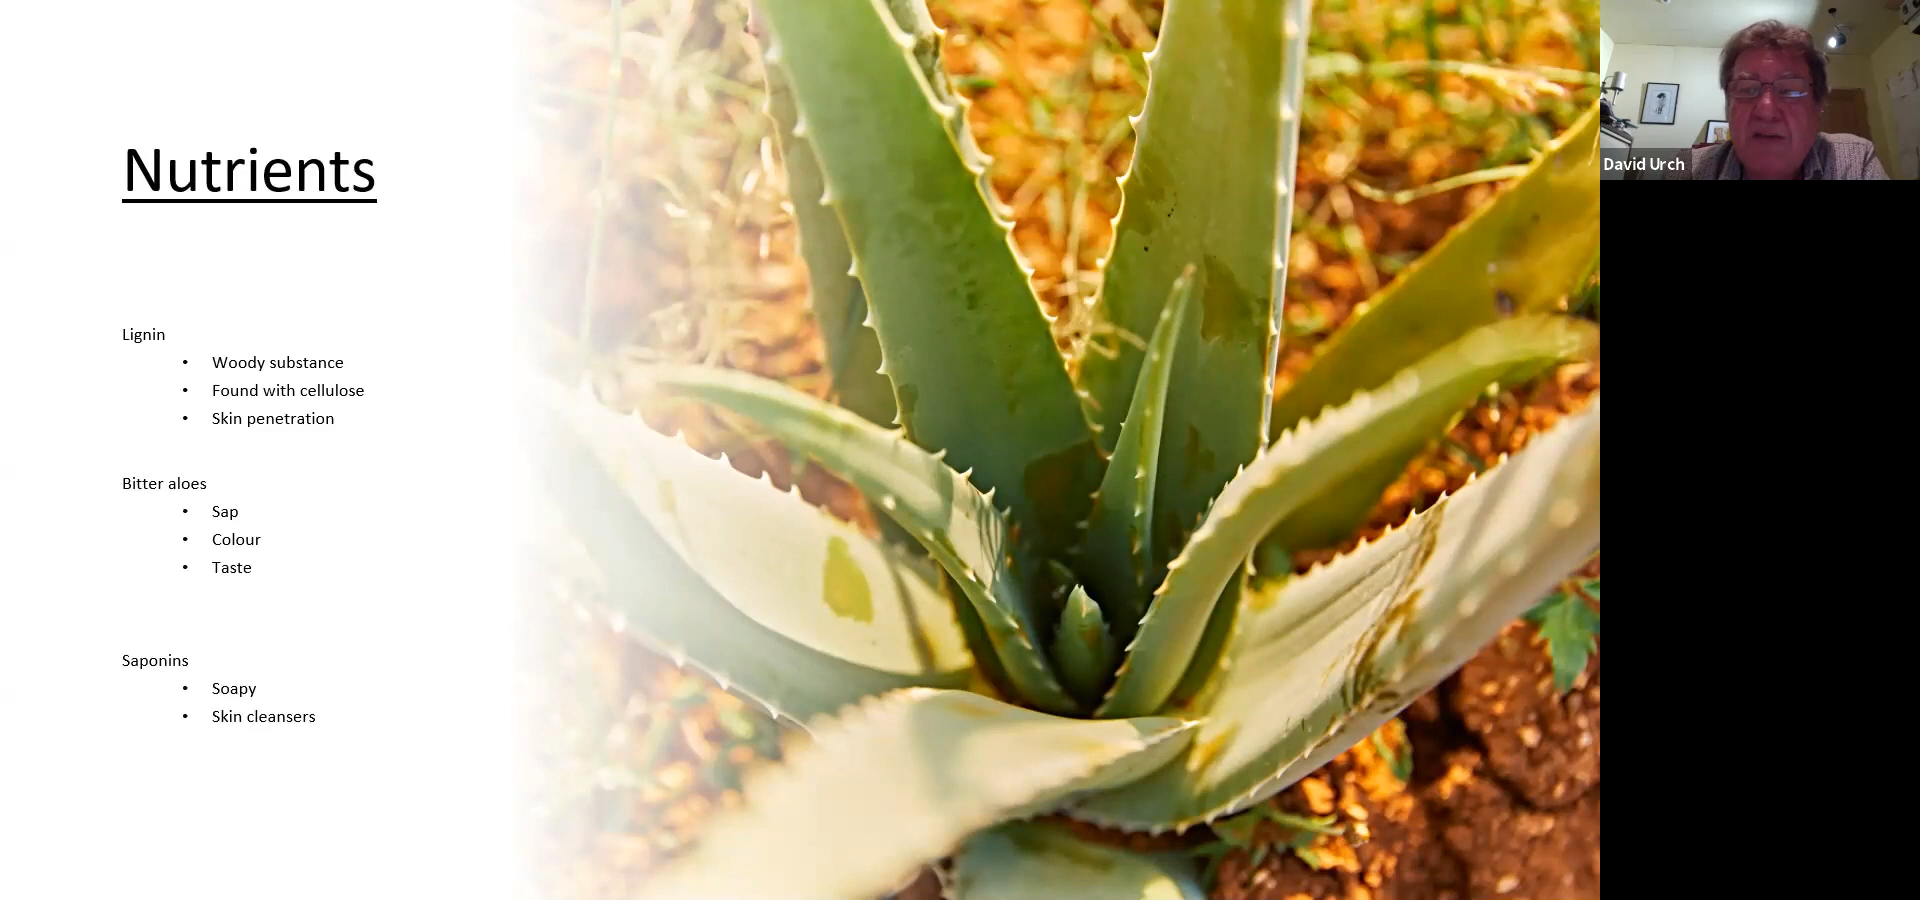 Nutrients
Lignin
• Woody substance
• Found with cellulose
• Skin penetration
Bitter aloes
• Sap
• Colour
• Taste
Saponins
• Soapy
• Skin cleansers
David Urch